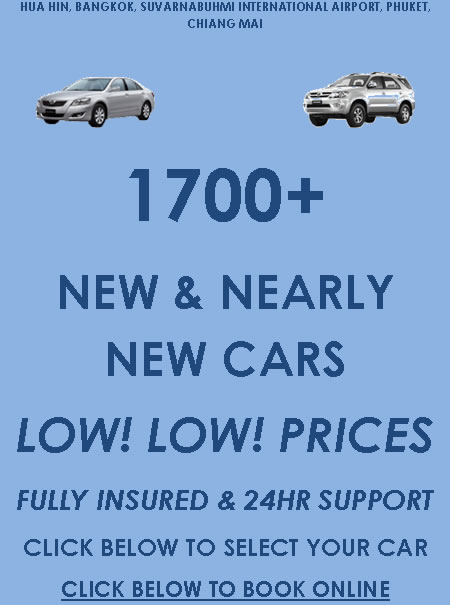 HUA HIN, BANGKOK, SUVARNABUHMI INTERNATIONAL AIRPORT, PHUKET,
CHIANG MAI
1700+
NEW & NEARLY
NEW CARS
LOW! LOW! PRICES
FULLY INSURED & 24HR SUPPORT
CLICK BELOW TO SELECT YOUR CAR
CLICK BELOW TO BOOK ONLINE